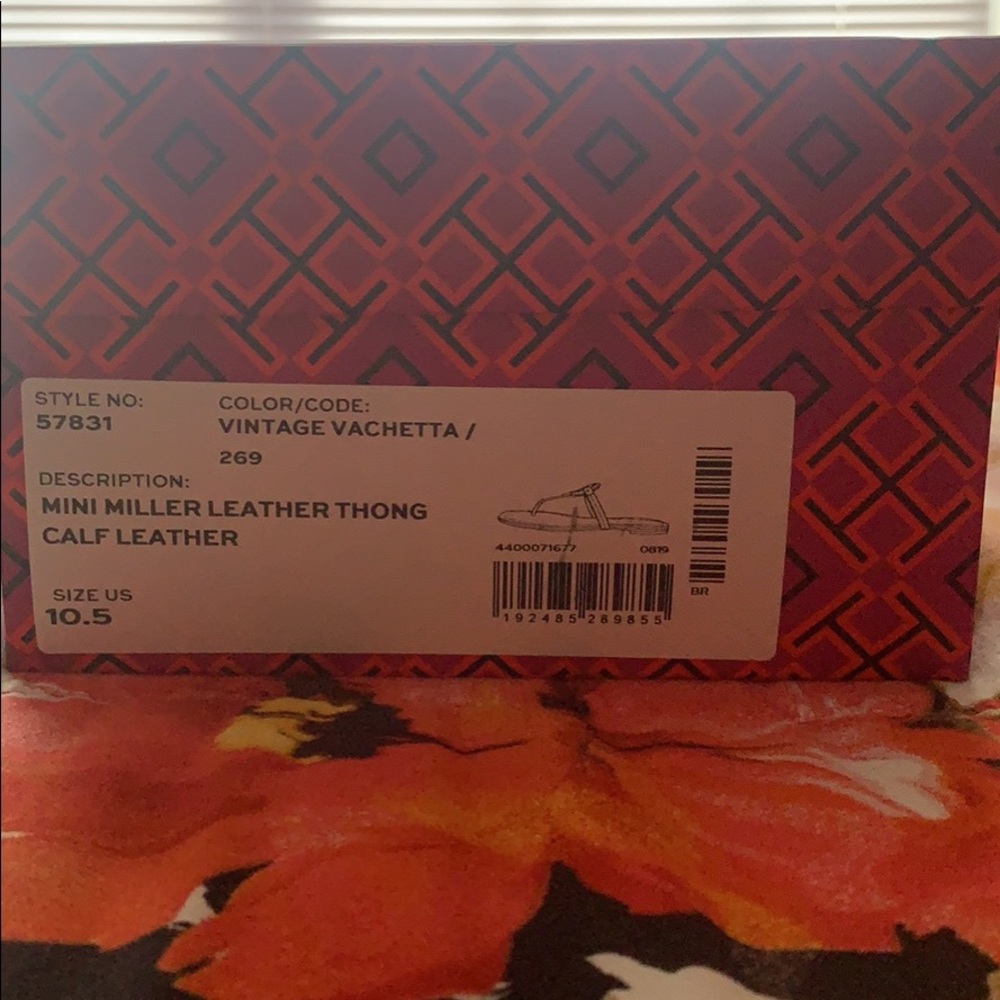 STYLE NO:
57831
COLOR/CODE:
VINTAGE VACHETTA /
269
DESCRIPTION:
MINI MILLER LEATHER THONG
CALF LEATHER
SIZE US
10.5
4400071677 0819
192485289855
BR